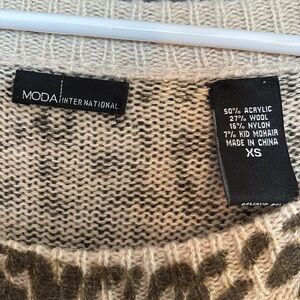 MODA INTERNATIONAL
50% ACRYLIC
27% WOOL
16% NYLON
7% KID MOHAIR
MADE IN CHINA
XS